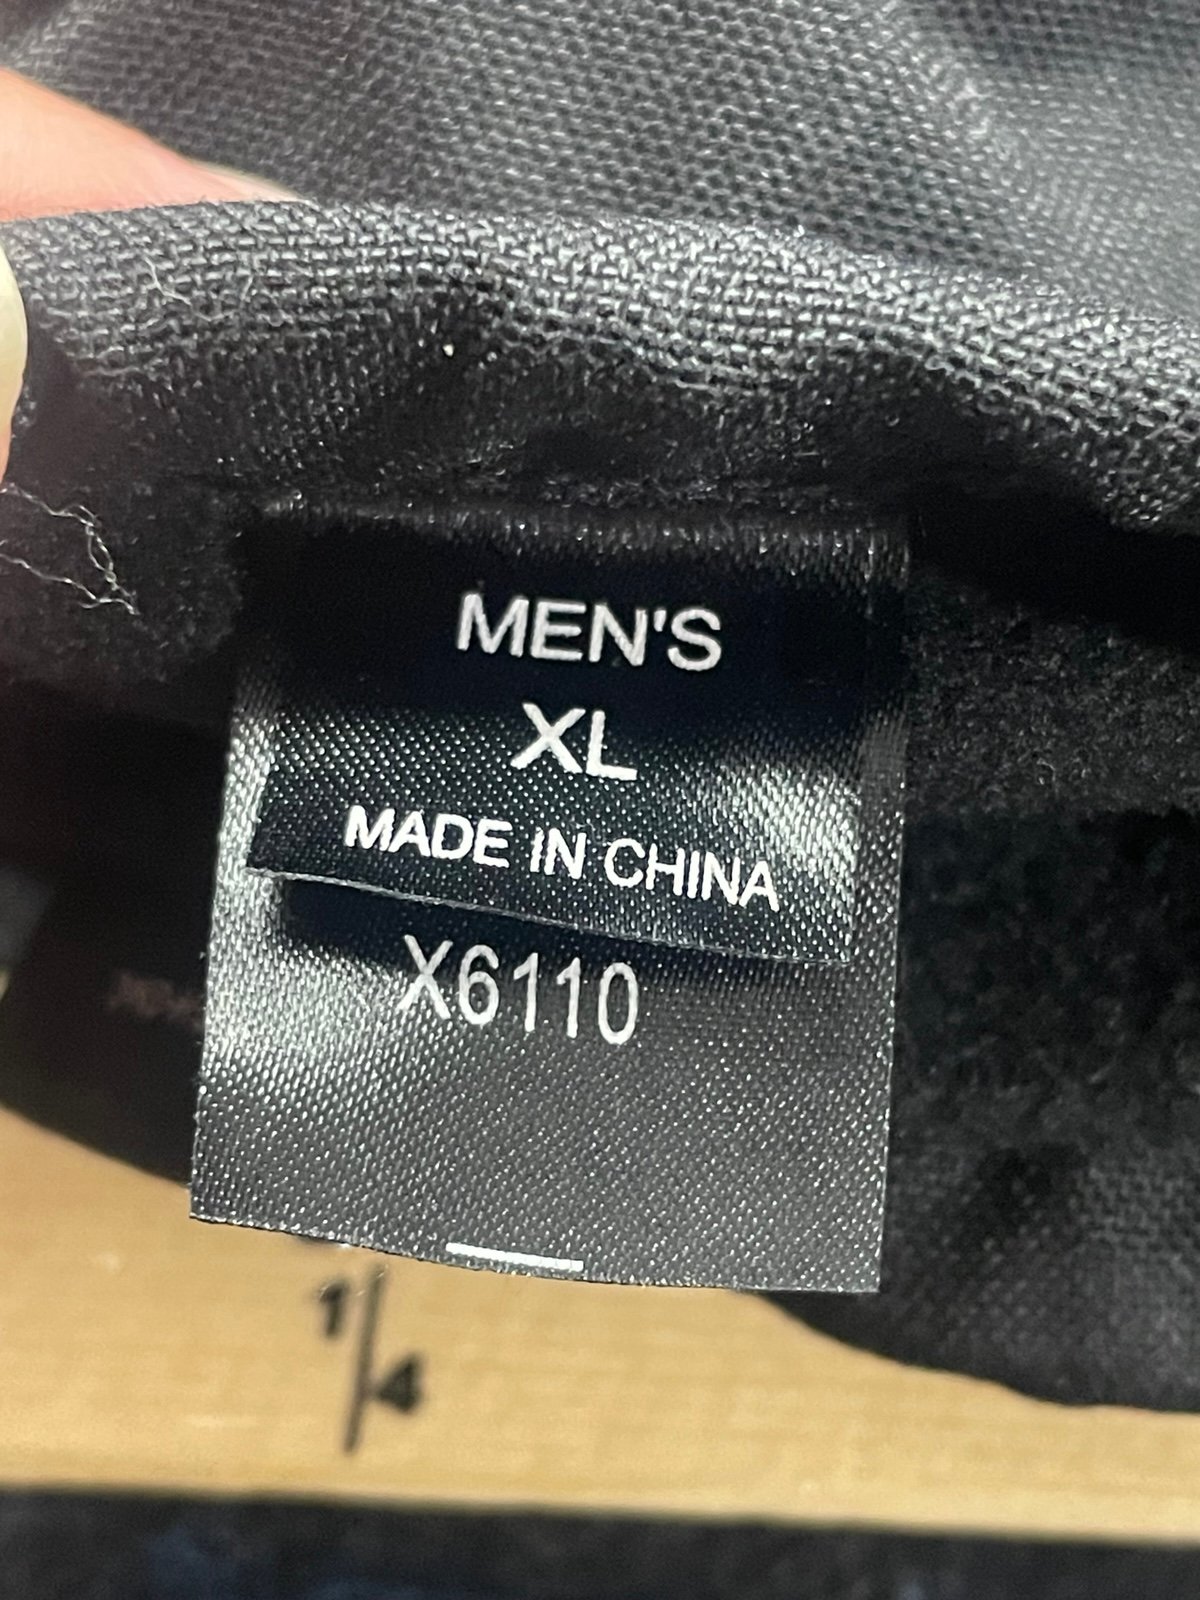 MEN'S
XL
MADE IN CHINA
X6110
1
4